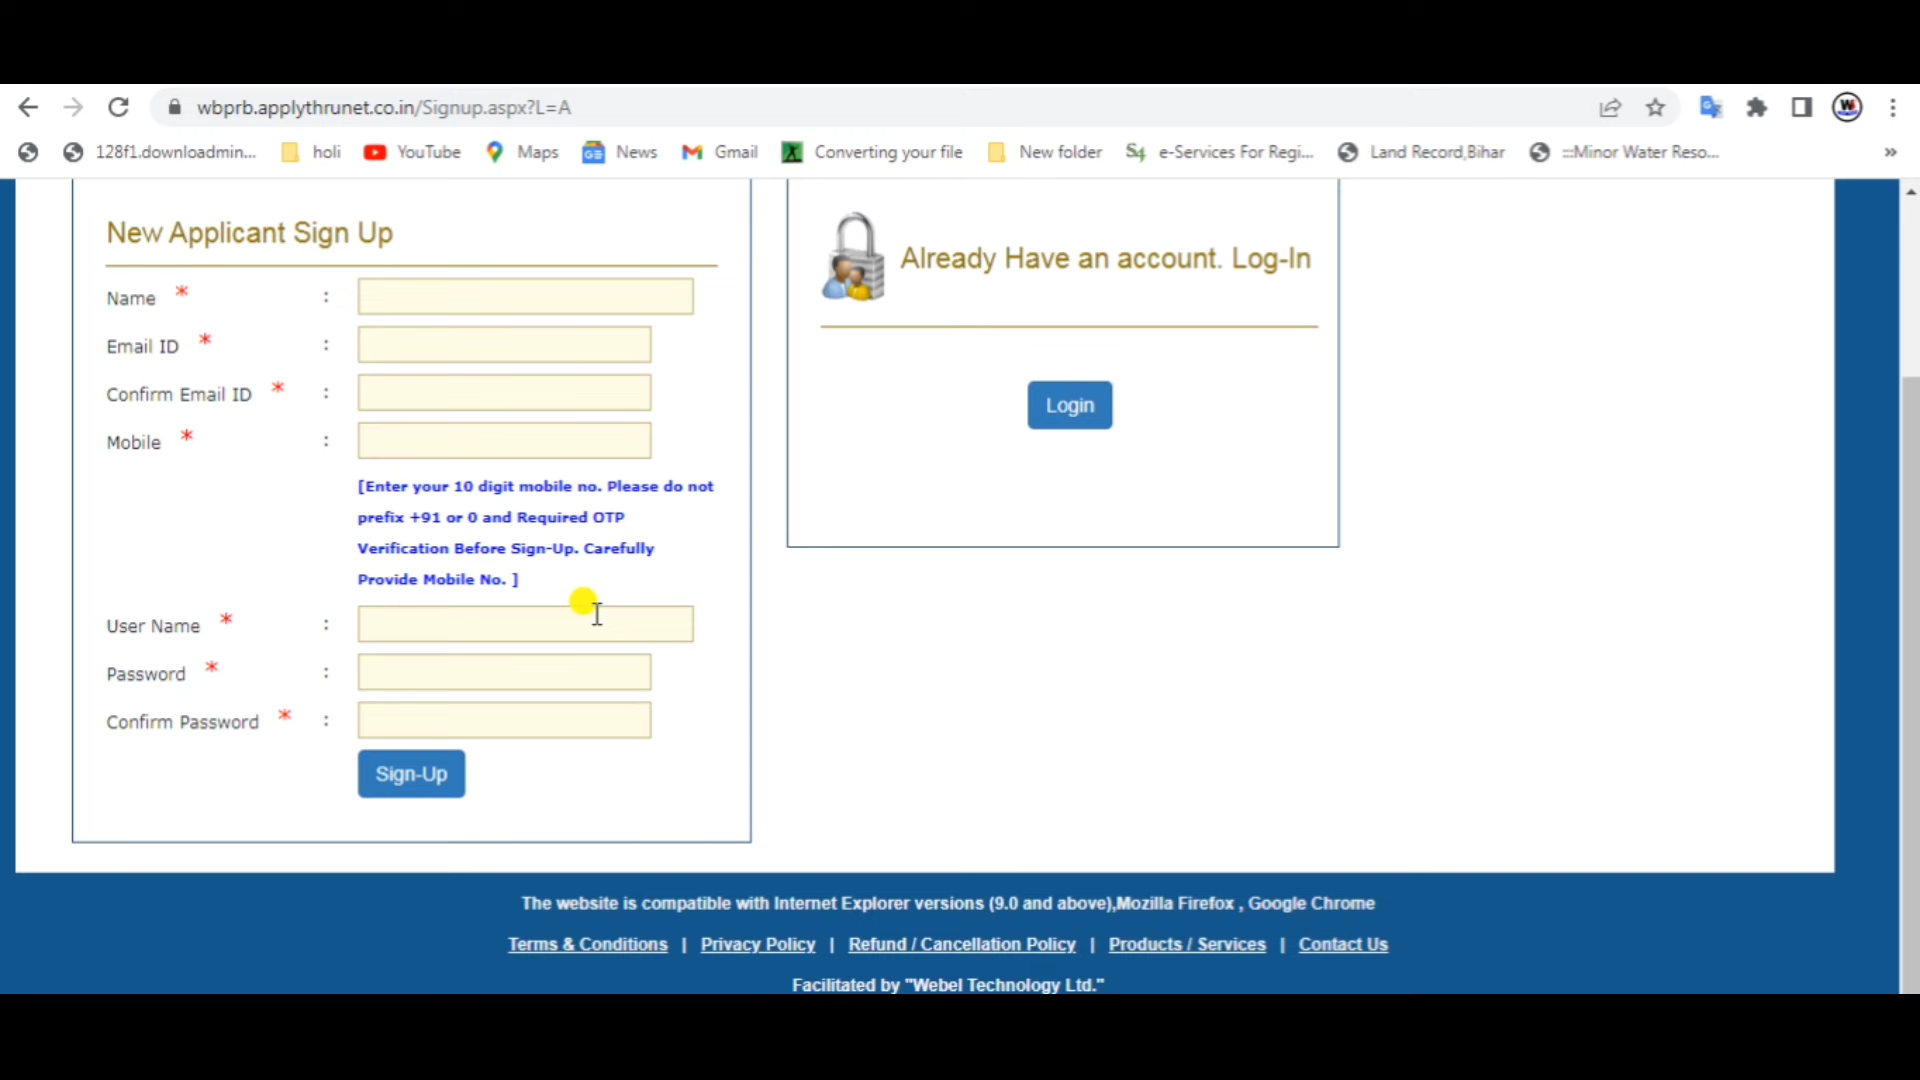 wbprb.applythrunet.co.in/Signup.aspx?L=A
128f1.downloadmin... holi YouTube Maps News Gmail Converting your file New folder e-Services For Regi... Land Record,Bihar :::Minor Water Reso... »
New Applicant Sign Up
Name * :
Email ID * :
Confirm Email ID * :
Mobile * :
[Enter your 10 digit mobile no. Please do not
prefix +91 or 0 and Required OTP
Verification Before Sign-Up. Carefully
Provide Mobile No. ]
User Name * :
Password * :
Confirm Password * :
Sign-Up
Already Have an account. Log-In
Login
The website is compatible with Internet Explorer versions (9.0 and above),Mozilla Firefox , Google Chrome
Terms & Conditions | Privacy Policy | Refund / Cancellation Policy | Products / Services | Contact Us
Facilitated by "Webel Technology Ltd."